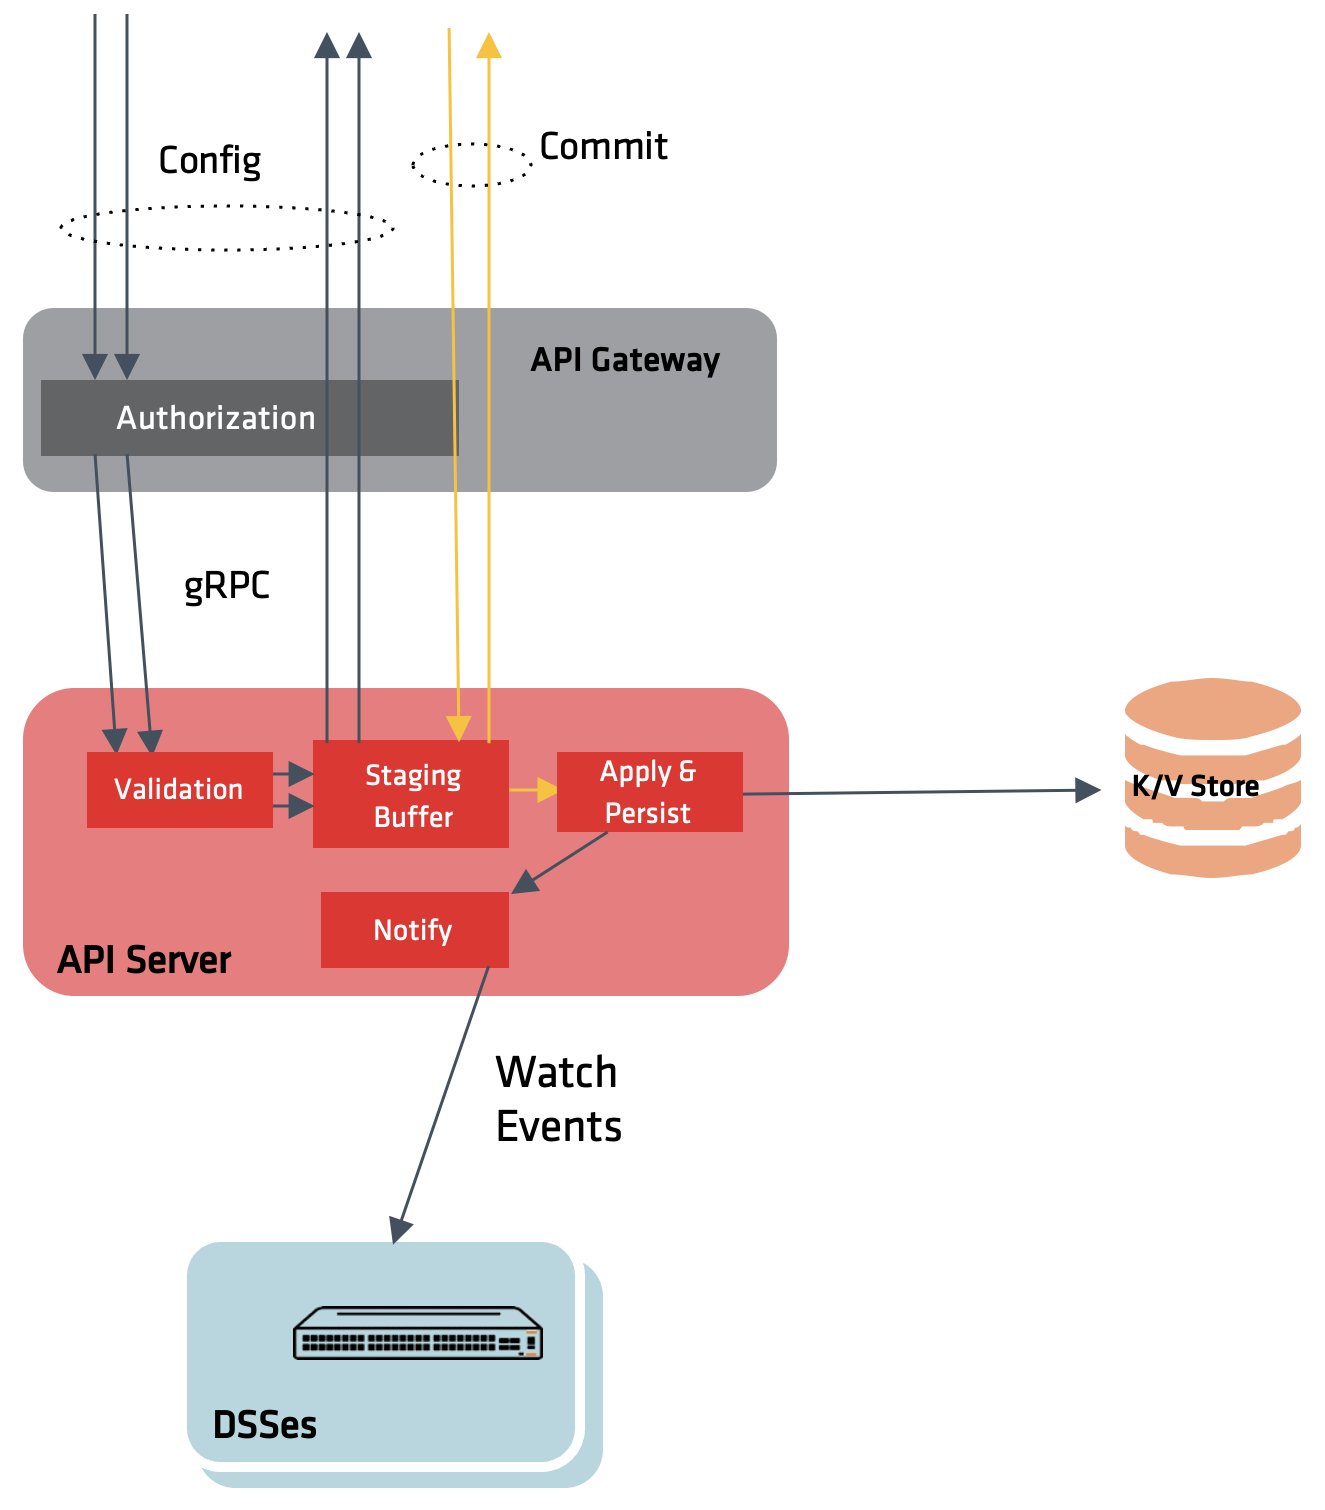 Config
Commit
API Gateway
Authorization
gRPC
Validation
Staging
Buffer
Apply &
Persist
K/V Store
Notify
API Server
Watch
Events
DSSes